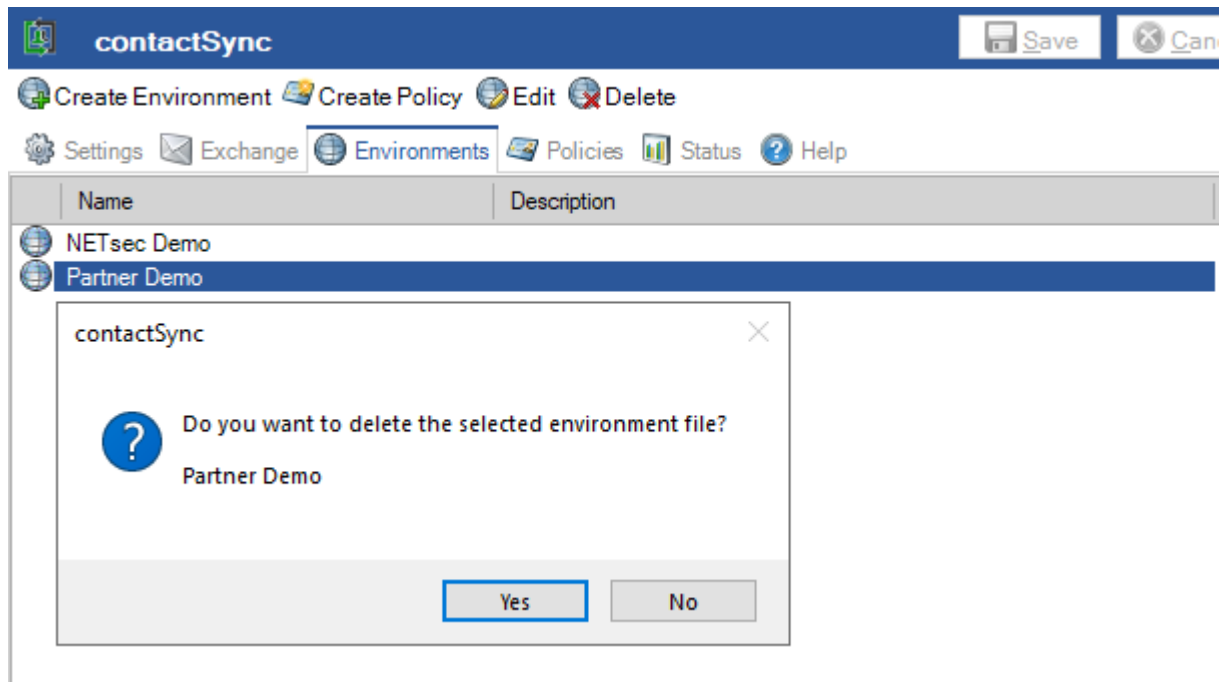 contactSync
Save
Create Environment Create Policy Edit Delete
Settings Exchange Environments Policies Status Help
Name Description
NETsec Demo
Partner Demo
contactSync
Do you want to delete the selected environment file?
Partner Demo
Yes No